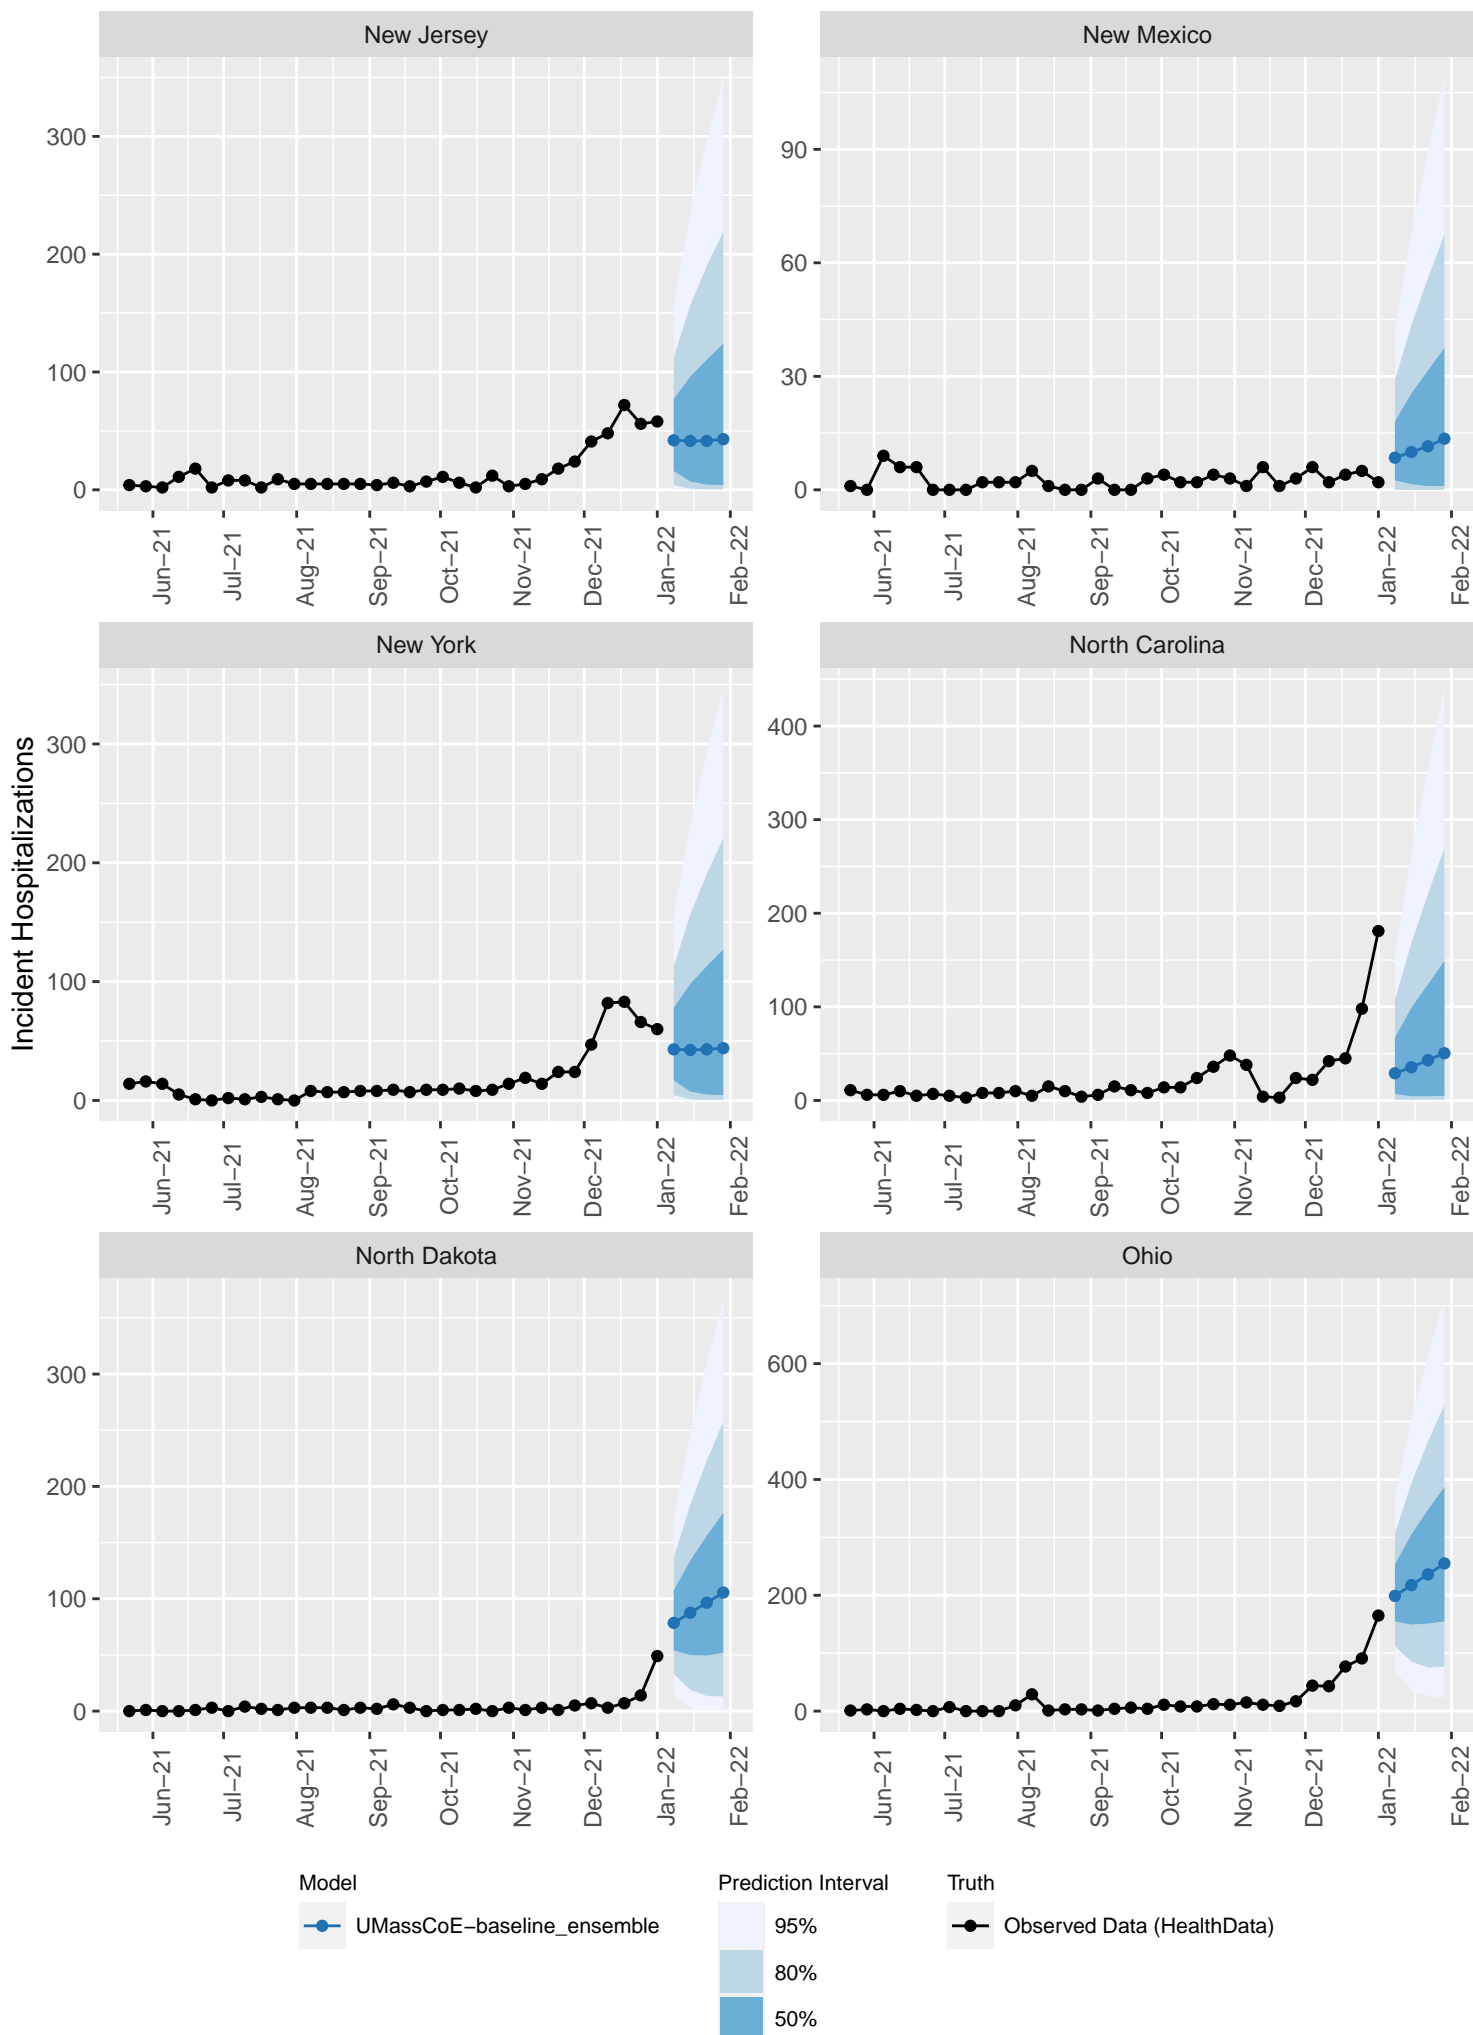 New Jersey
New Mexico
300
200
100
0
90
60
30
0
Jun−21
Jul−21
Aug−21
Sep−21
Oct−21
Nov−21
Dec−21
Jan−22
Feb−22
Jun−21
Jul−21
Aug−21
Sep−21
Oct−21
Nov−21
Dec−21
Jan−22
Feb−22
Incident Hospitalizations
New York
North Carolina
300
200
100
0
400
300
200
100
0
Jun−21
Jul−21
Aug−21
Sep−21
Oct−21
Nov−21
Dec−21
Jan−22
Feb−22
Jun−21
Jul−21
Aug−21
Sep−21
Oct−21
Nov−21
Dec−21
Jan−22
Feb−22
North Dakota
Ohio
300
200
100
0
600
400
200
0
Jun−21
Jul−21
Aug−21
Sep−21
Oct−21
Nov−21
Dec−21
Jan−22
Feb−22
Jun−21
Jul−21
Aug−21
Sep−21
Oct−21
Nov−21
Dec−21
Jan−22
Feb−22
Model
UMassCoE−baseline_ensemble
Prediction Interval
95%
80%
50%
Truth
Observed Data (HealthData)